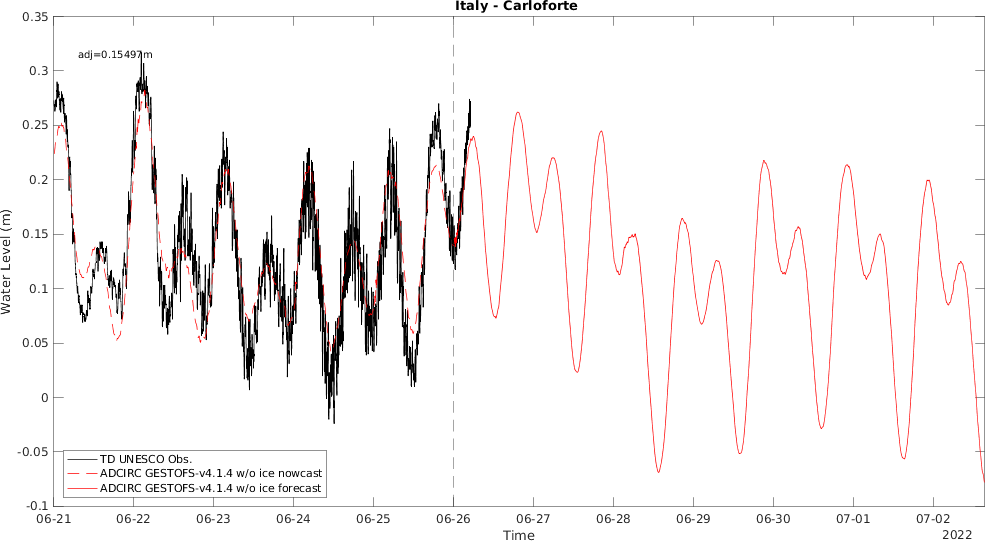 Italy - Carloforte
0.35
0.3
0.25
0.2
0.15
0.1
0.05
0
-0.05
-0.1
Water Level (m)
adj=0.15497m
TD UNESCO Obs.
ADCIRC GESTOFS-v4.1.4 w/o ice nowcast
ADCIRC GESTOFS-v4.1.4 w/o ice forecast
06-21 06-22 06-23 06-24 06-25 06-26 06-27 06-28 06-29 06-30 07-01 07-02
Time
2022